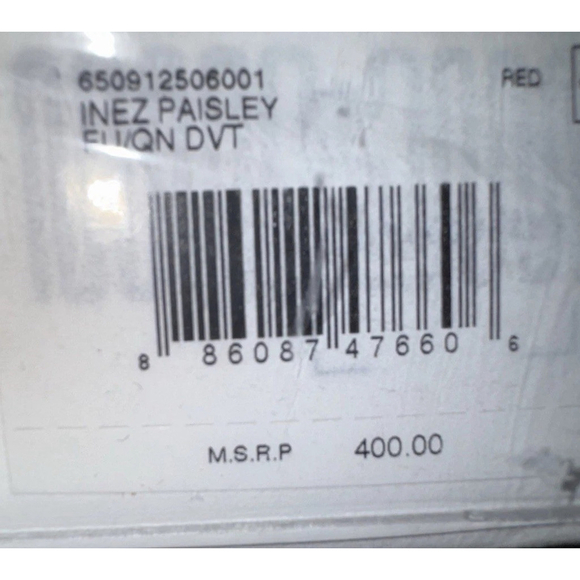 650912506001 RED
INEZ PAISLEY
FU/QN DVT
8 86087 47660 6
M.S.R.P 400.00